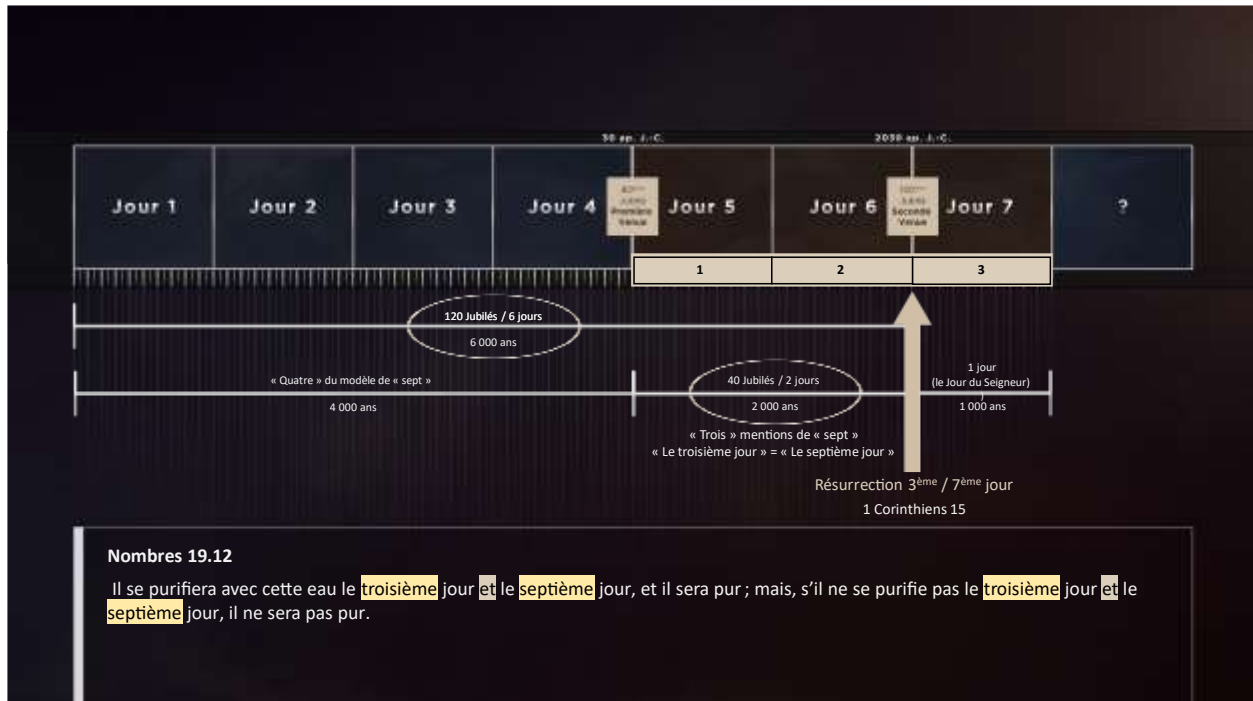 30 ap. J.-C.
2030 ap. J.-C.
Jour 1
Jour 2
Jour 3
Jour 4
Première
Venue
Jour 5
Jour 6
Seconde
Venue
Jour 7
?
1
2
3
120 Jubilés / 6 jours
6 000 ans
« Quatre » du modèle de « sept »
4 000 ans
40 Jubilés / 2 jours
2 000 ans
1 jour
(le Jour du Seigneur)
)
1 000 ans
« Trois » mentions de « sept »
« Le troisième jour » = « Le septième jour »
Résurrection 3ème / 7ème jour
1 Corinthiens 15
Nombres 19.12
Il se purifiera avec cette eau le troisième jour et le septième jour, et il sera pur ; mais, s’il ne se purifie pas le troisième jour et le
septième jour, il ne sera pas pur.